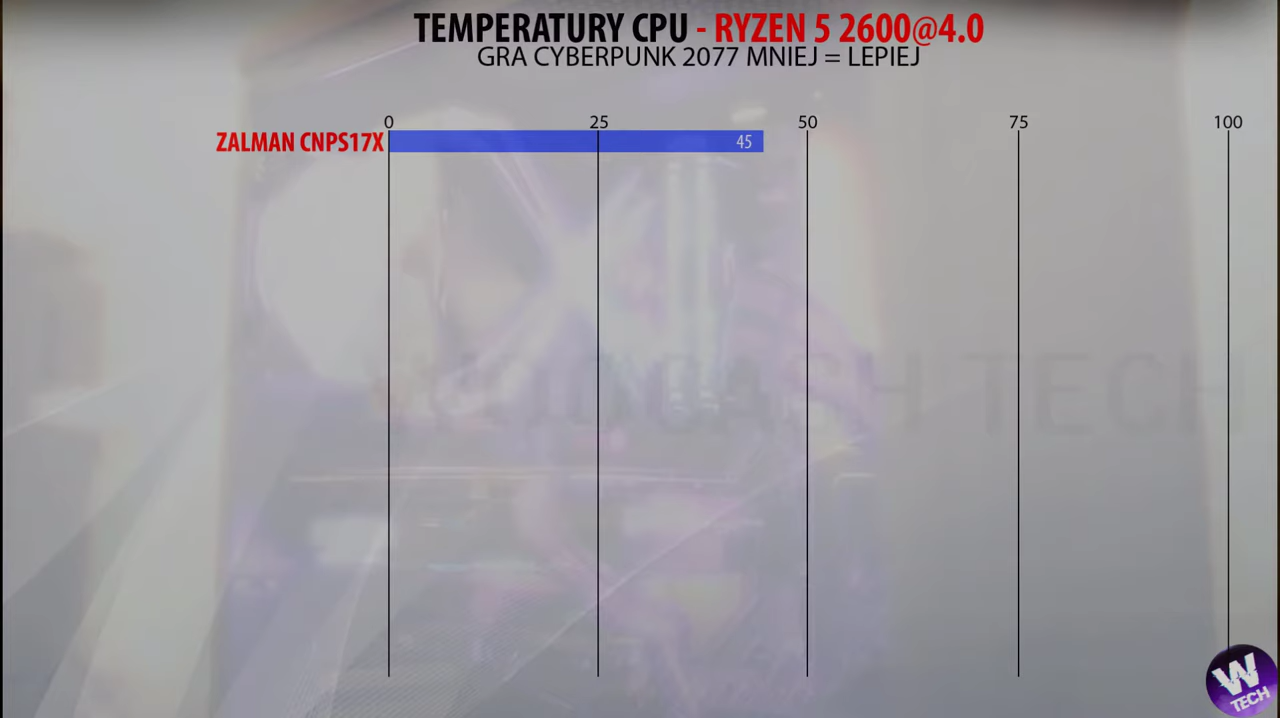 TEMPERATURY CPU - RYZEN 5 2600@4.0
GRA CYBERPUNK 2077 MNIEJ = LEPIEJ
0 25 50 75 100
ZALMAN CNPS17X 45
TECH
W
TECH